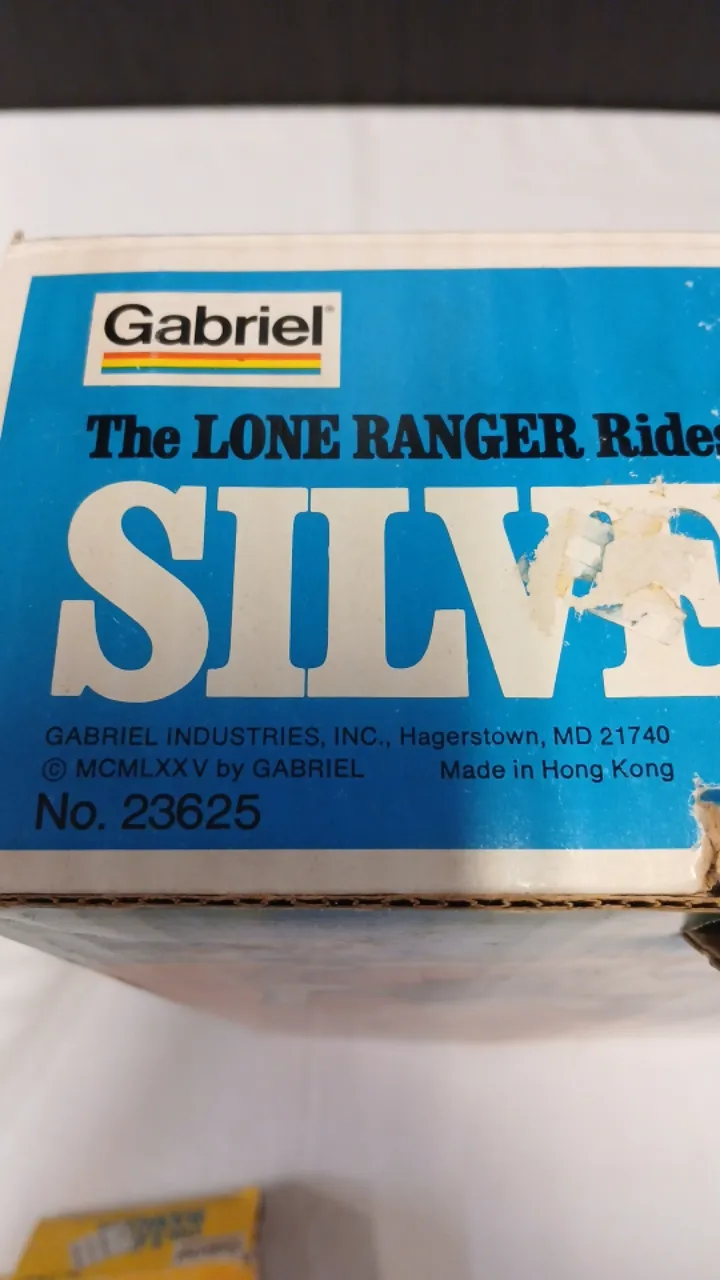 Gabriel®
The LONE RANGER Rides
SILVE
GABRIEL INDUSTRIES, INC., Hagerstown, MD 21740
© MCMLXXV by GABRIEL Made in Hong Kong
No. 23625